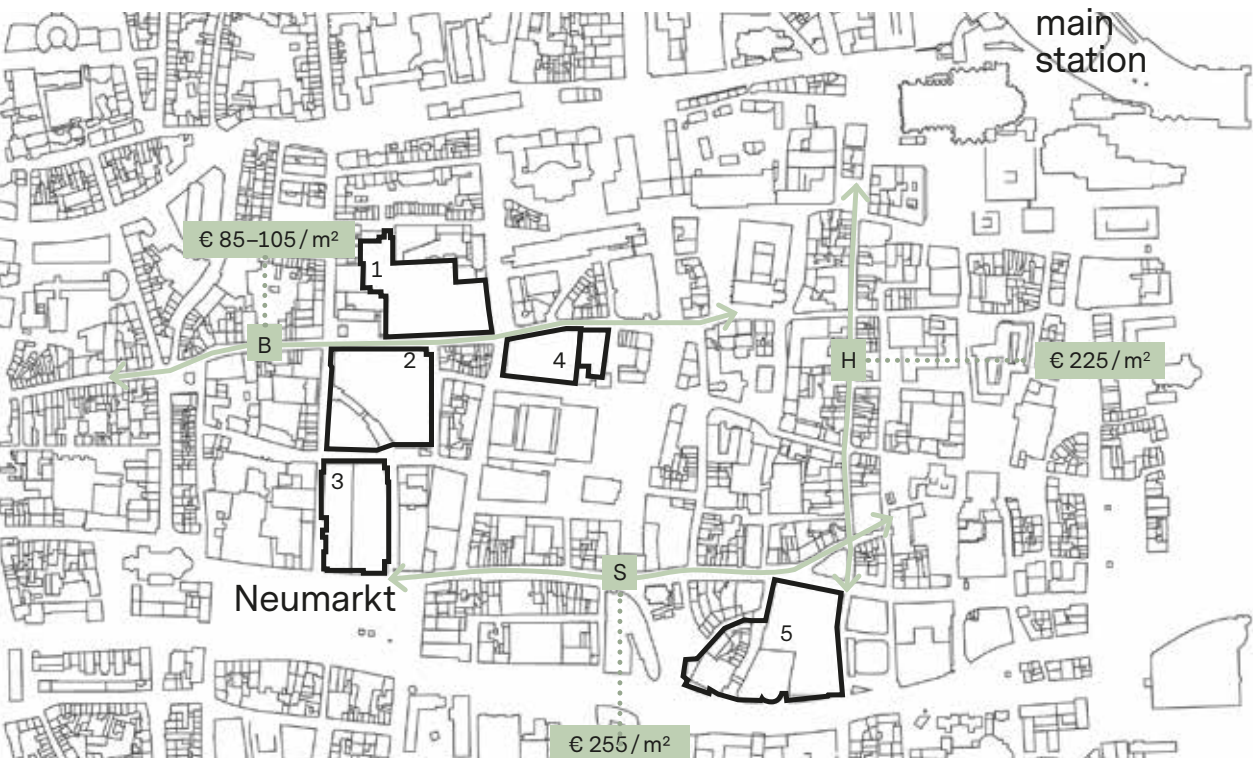 main
station
€ 85–105 / m²
1
B
2
4
H
€ 225 / m²
3
S
Neumarkt
5
€ 255 / m²